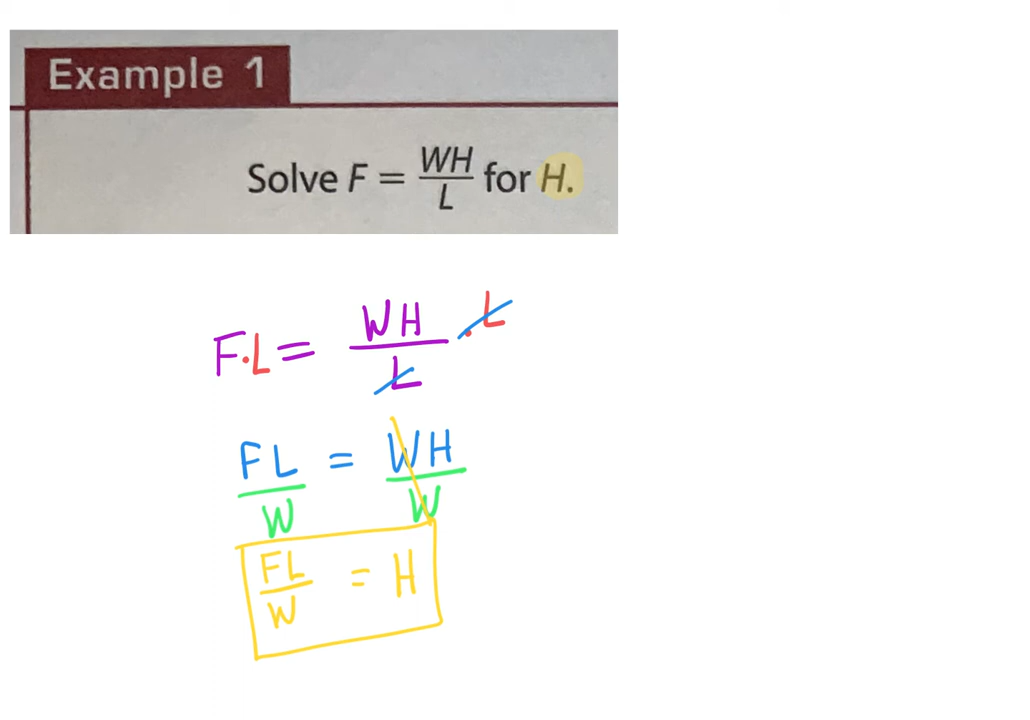 Example 1
Solve F = WH/L for H.
F·L = WH/L · L
FL/W = WH/W
FL/W = H